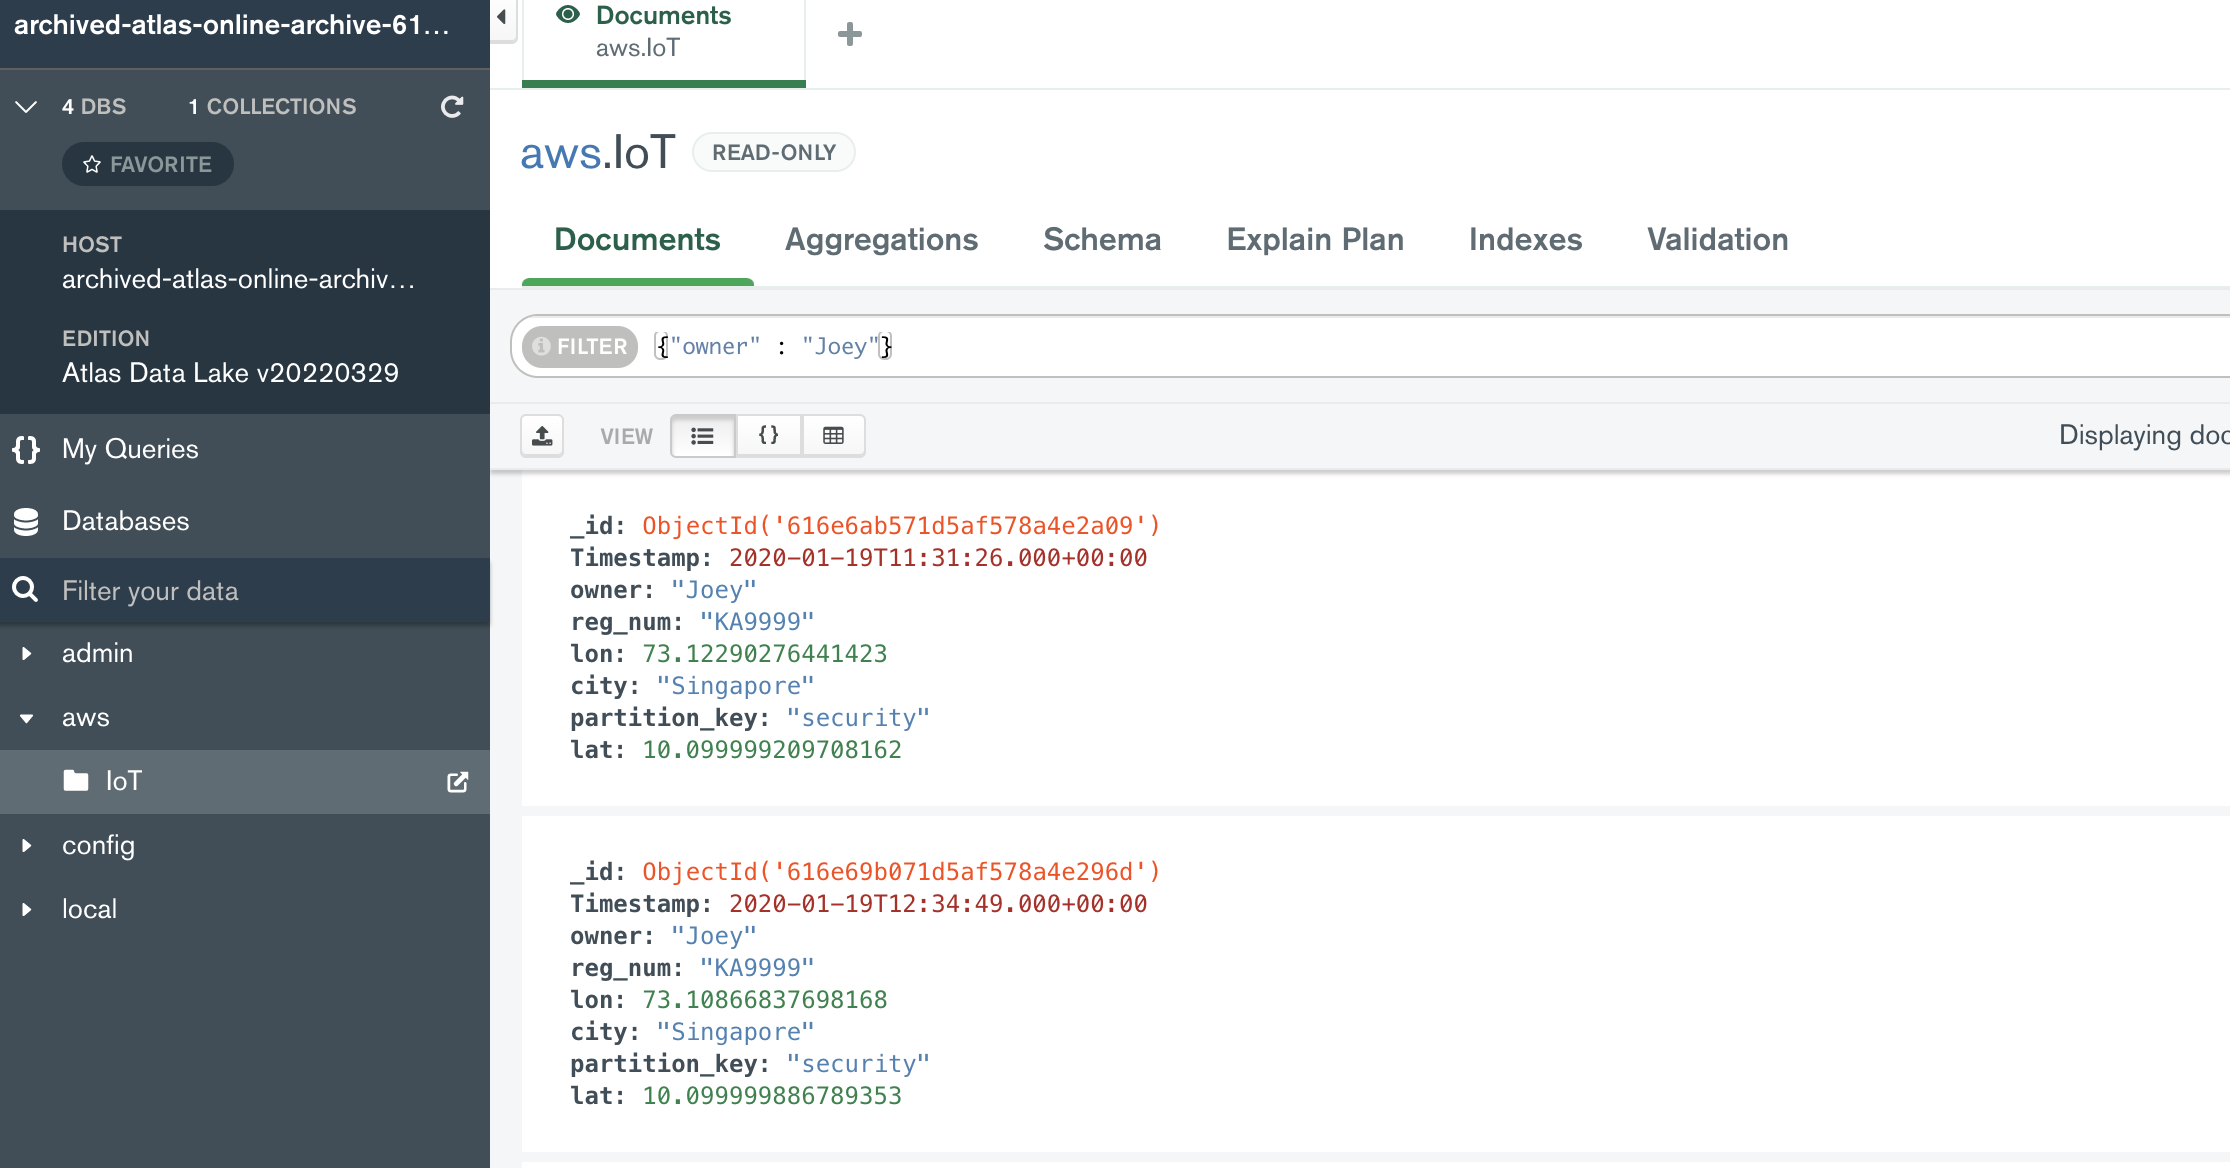 archived-atlas-online-archive-61...
4 DBS 1 COLLECTIONS
FAVORITE
HOST
archived-atlas-online-archiv...
EDITION
Atlas Data Lake v20220329
{} My Queries
Databases
Filter your data
admin
aws
IoT
config
local
Documents
aws.IoT
aws.IoT READ-ONLY
Documents Aggregations Schema Explain Plan Indexes Validation
FILTER {"owner" : "Joey"}
VIEW {} Displaying doc
_id: ObjectId('616e6ab571d5af578a4e2a09')
Timestamp: 2020-01-19T11:31:26.000+00:00
owner: "Joey"
reg_num: "KA9999"
lon: 73.12290276441423
city: "Singapore"
partition_key: "security"
lat: 10.099999209708162
_id: ObjectId('616e69b071d5af578a4e296d')
Timestamp: 2020-01-19T12:34:49.000+00:00
owner: "Joey"
reg_num: "KA9999"
lon: 73.10866837698168
city: "Singapore"
partition_key: "security"
lat: 10.099999886789353